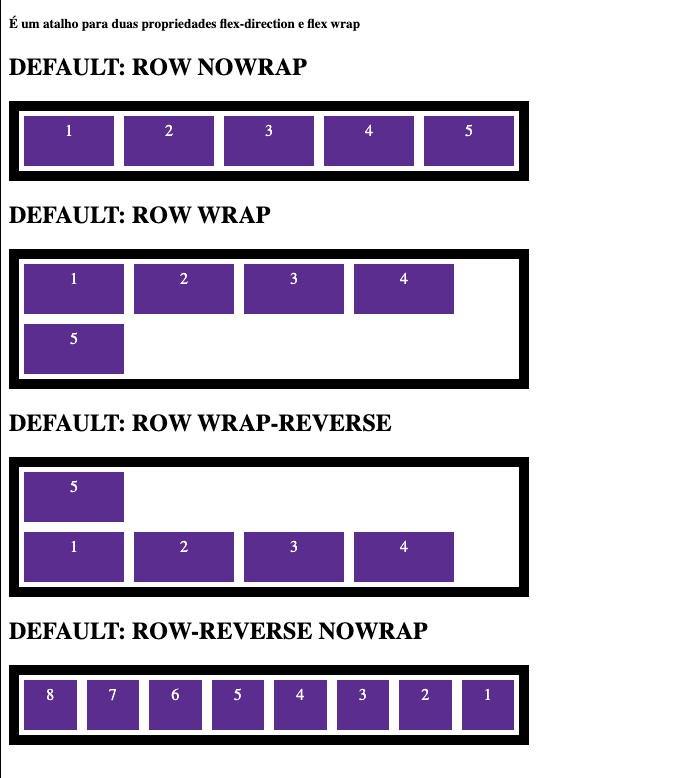 É um atalho para duas propriedades flex-direction e flex wrap
DEFAULT: ROW NOWRAP
1 2 3 4 5
DEFAULT: ROW WRAP
1 2 3 4
5
DEFAULT: ROW WRAP-REVERSE
5
1 2 3 4
DEFAULT: ROW-REVERSE NOWRAP
8 7 6 5 4 3 2 1